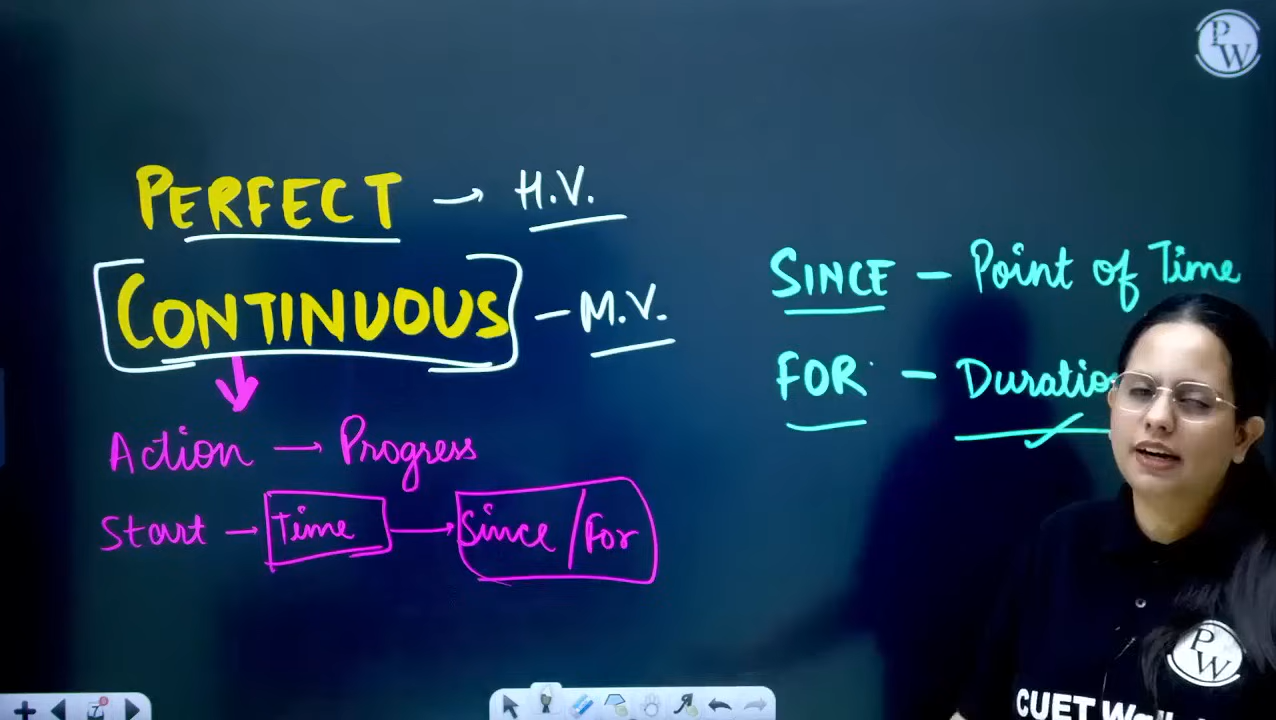 PW
PERFECT → H.V.
CONTINUOUS – M.V.
Action → Progress
Start → Time → Since / For
SINCE – Point of Time
FOR – Duratio
PW
CUET